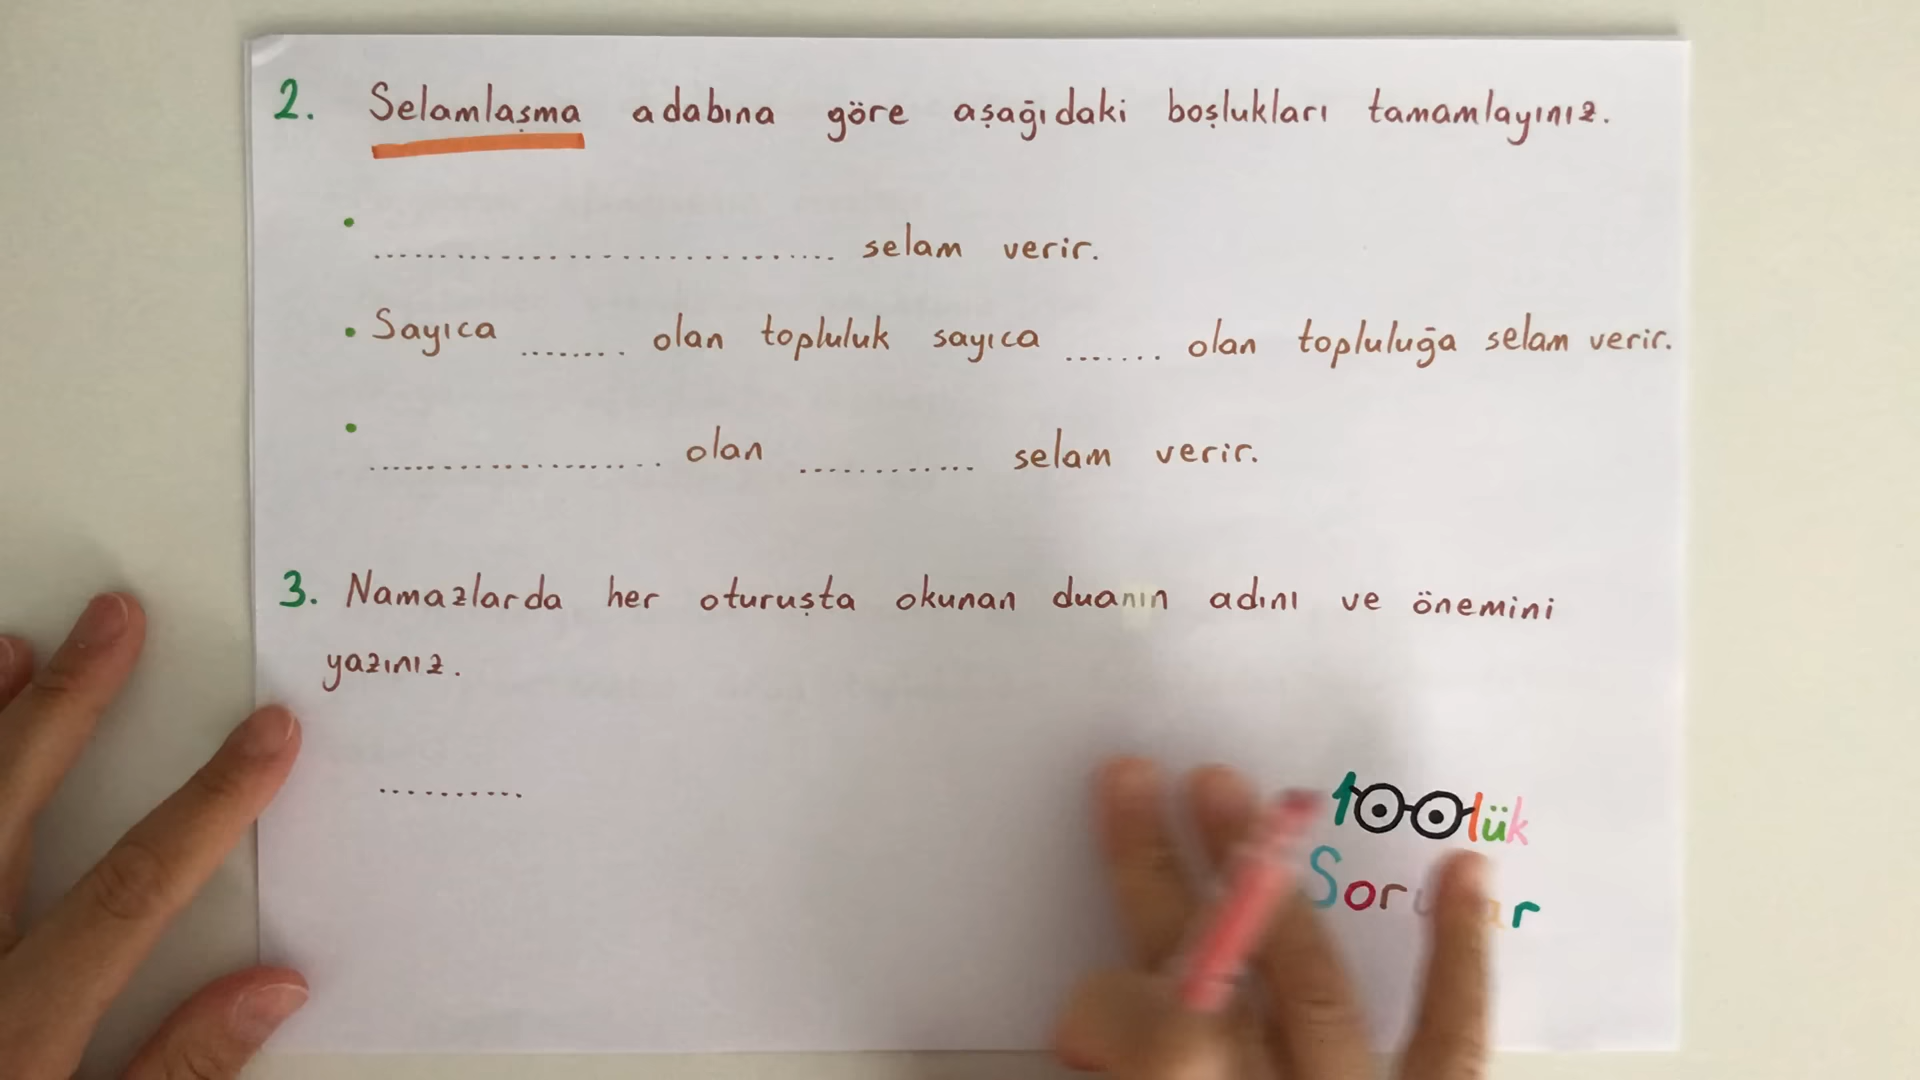 2. Selamlaşma adabına göre aşağıdaki boşlukları tamamlayınız.
• ................................ selam verir.
• Sayıca ........ olan topluluk sayıca ....... olan topluluğa selam verir.
• .................... olan ............ selam verir.
3. Namazlarda her oturuşta okunan duanın adını ve önemini
yazınız.
..........
100lük